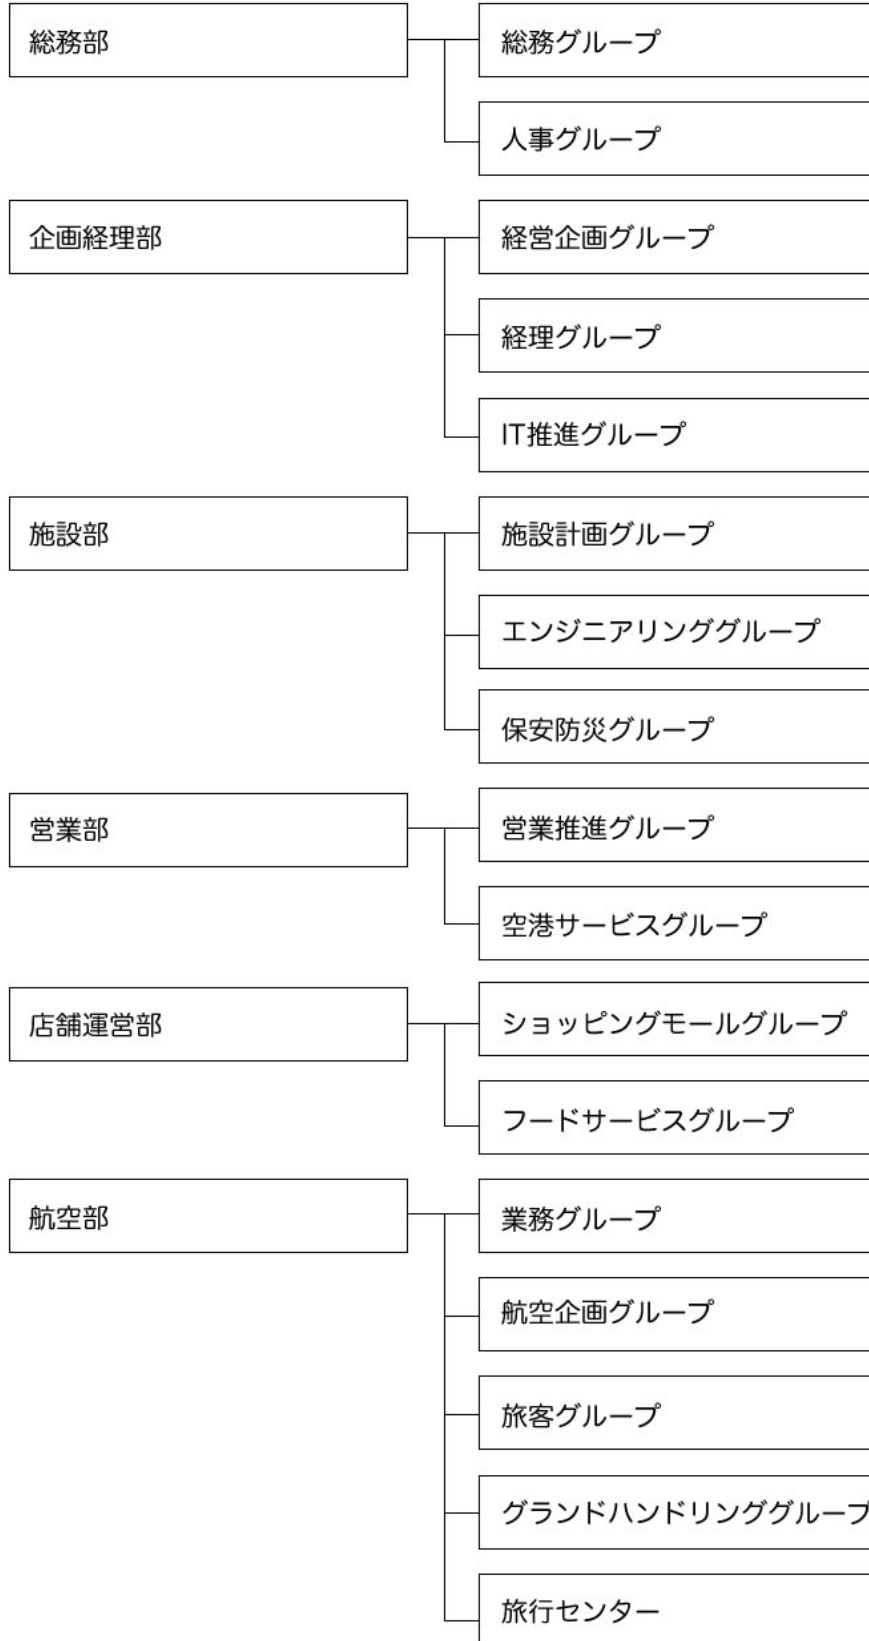 総務部
総務グループ
人事グループ
企画経理部
経営企画グループ
経理グループ
IT推進グループ
施設部
施設計画グループ
エンジニアリンググループ
保安防災グループ
営業部
営業推進グループ
空港サービスグループ
店舗運営部
ショッピングモールグループ
フードサービスグループ
航空部
業務グループ
航空企画グループ
旅客グループ
グランドハンドリンググループ
旅行センター